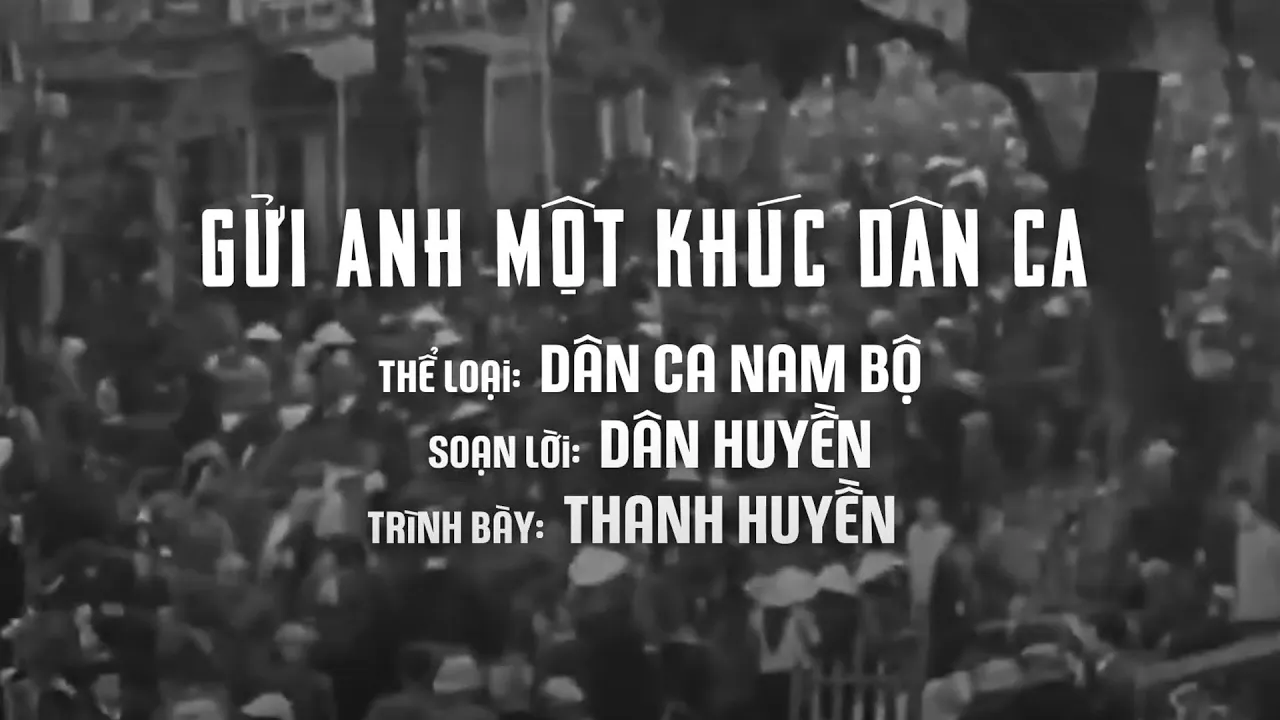 GỬI ANH MỘT KHÚC DÂN CA
THỂ LOẠI: DÂN CA NAM BỘ
SOẠN LỜI: DÂN HUYỀN
TRÌNH BÀY: THANH HUYỀN